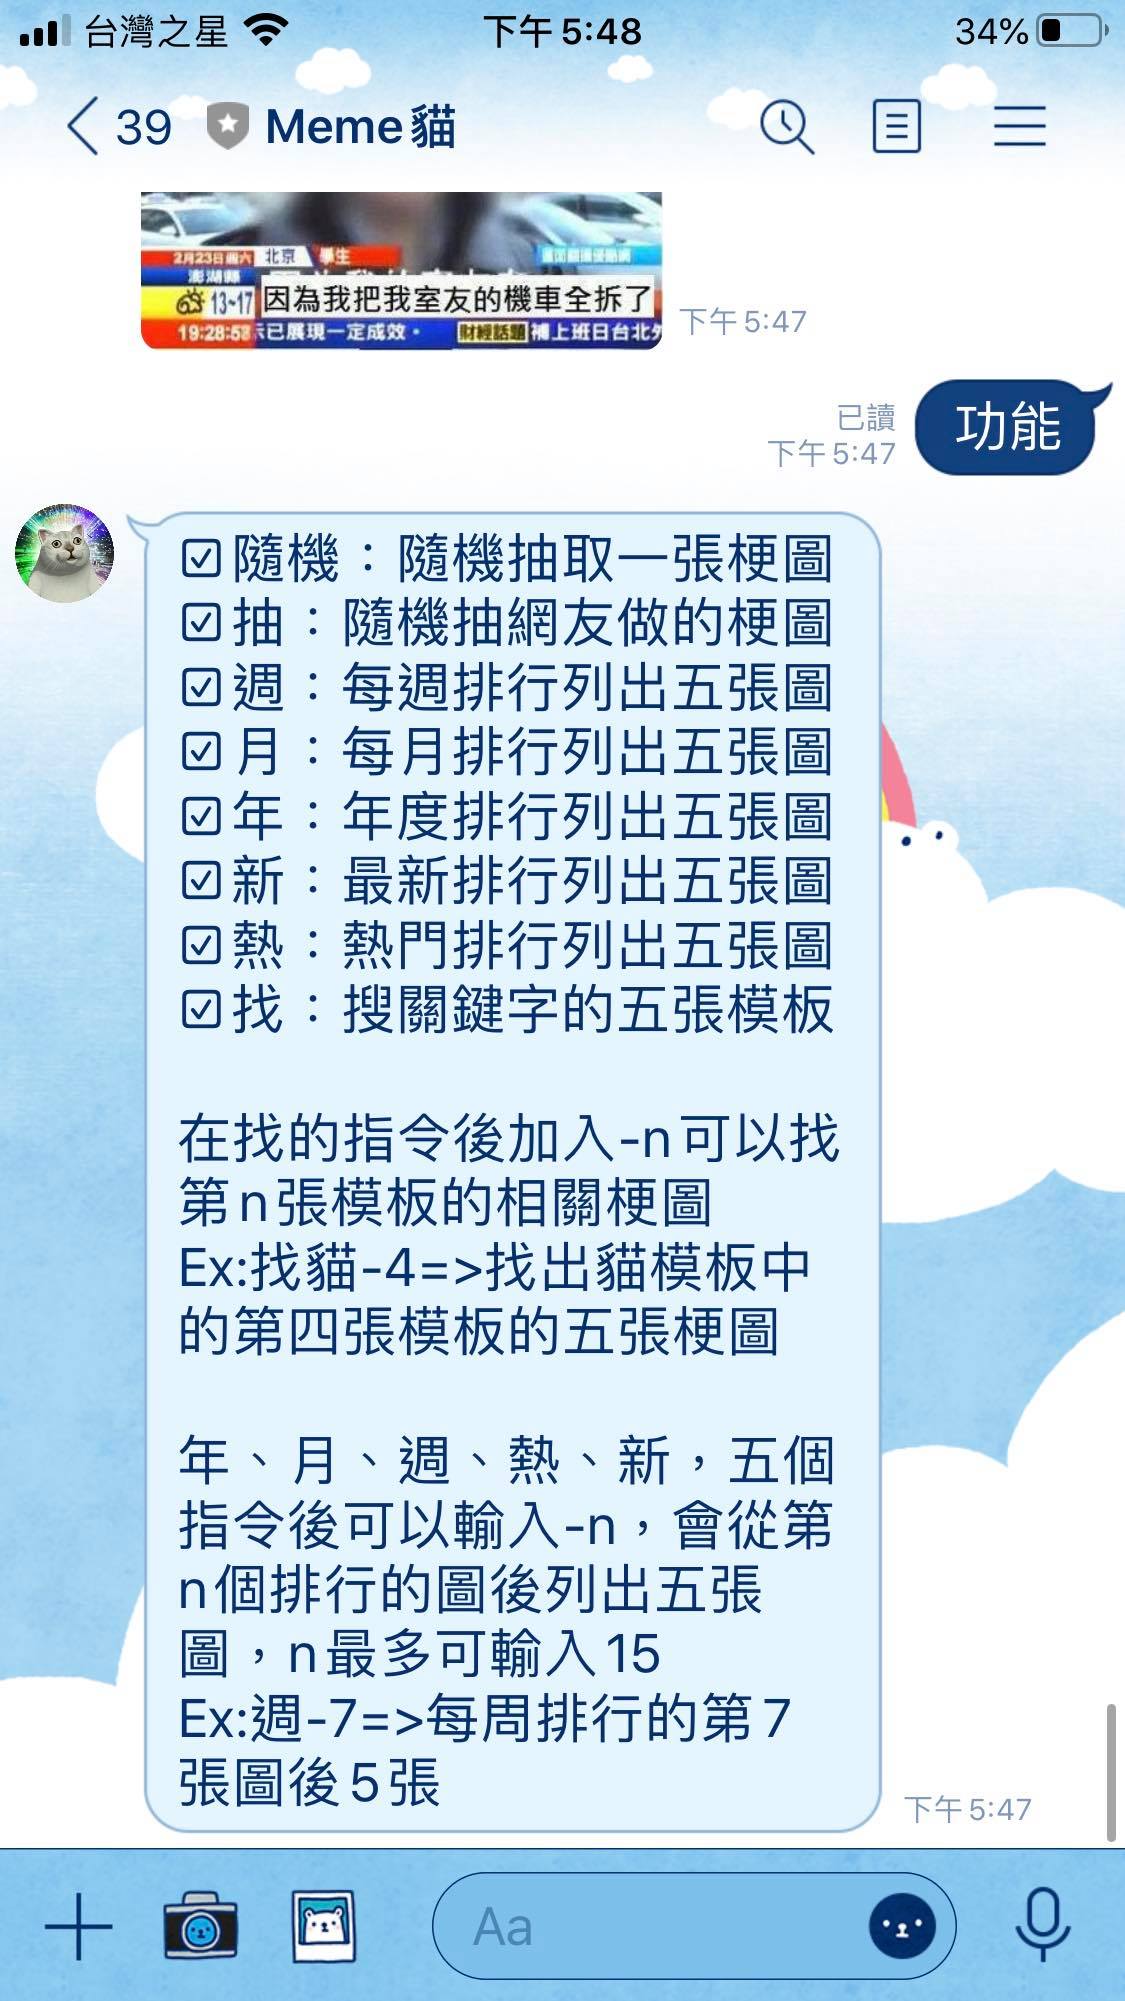 台灣之星 下午5:48 34%
39 Meme貓
2月23日週六 北京 學生
澎湖縣
13~17 因為我把我室友的機車全拆了
19:28:58 示已展現一定成效。 財經話題 補上班日台北
下午5:47
已讀
下午5:47 功能
☑隨機：隨機抽取一張梗圖
☑抽：隨機抽網友做的梗圖
☑週：每週排行列出五張圖
☑月：每月排行列出五張圖
☑年：年度排行列出五張圖
☑新：最新排行列出五張圖
☑熱：熱門排行列出五張圖
☑找：搜關鍵字的五張模板
在找的指令後加入-n可以找
第n張模板的相關梗圖
Ex:找貓-4=>找出貓模板中
的第四張模板的五張梗圖
年、月、週、熱、新，五個
指令後可以輸入-n，會從第
n個排行的圖後列出五張
圖，n最多可輸入15
Ex:週-7=>每周排行的第7
張圖後5張
下午5:47
Aa